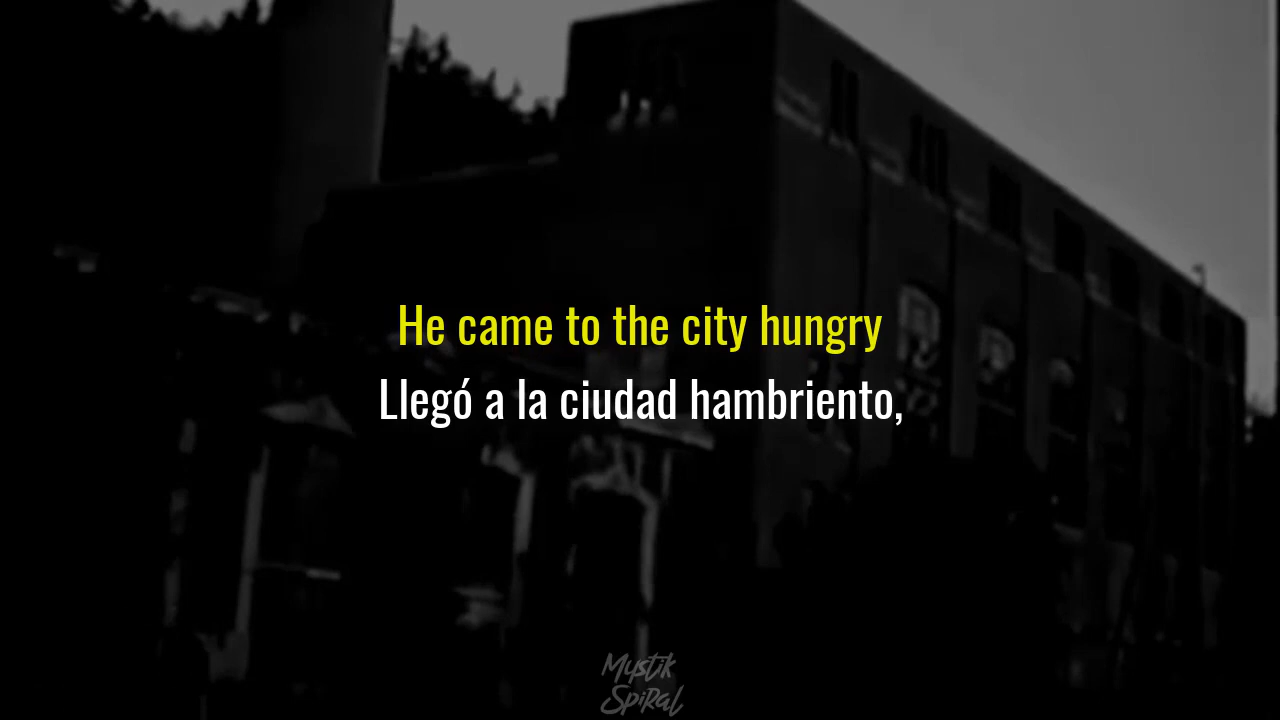 He came to the city hungry
Llegó a la ciudad hambriento,
Mystik
Spiral